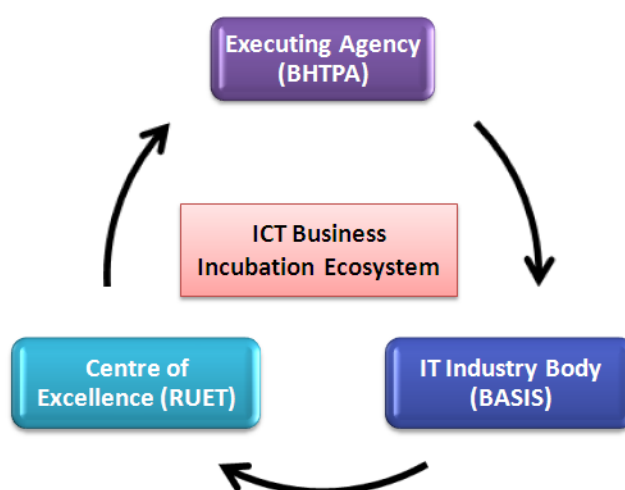 Executing Agency
(BHTPA)
ICT Business
Incubation Ecosystem
Centre of
Excellence (RUET)
IT Industry Body
(BASIS)